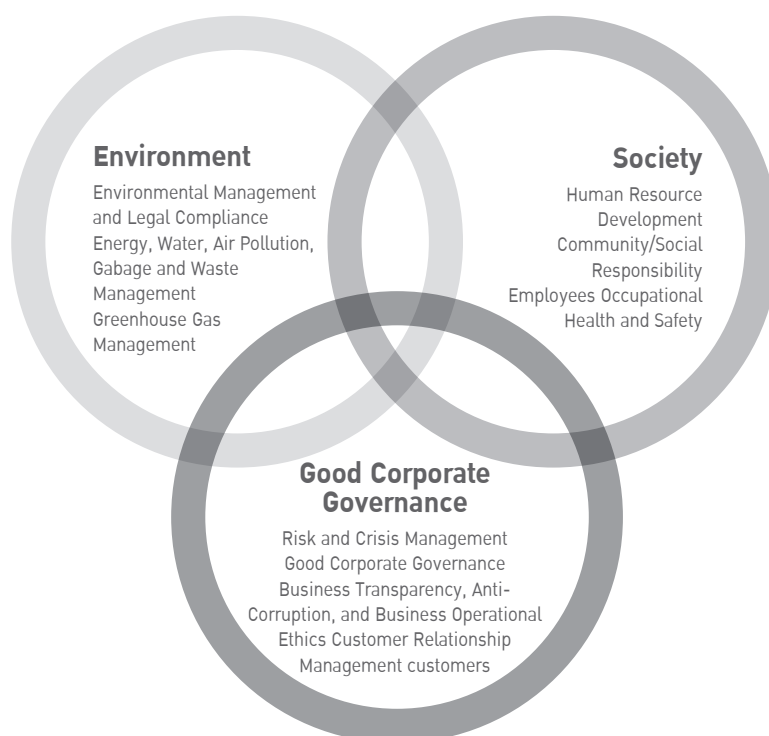 Environment
Environmental Management
and Legal Compliance
Energy, Water, Air Pollution,
Gabage and Waste
Management
Greenhouse Gas
Management
Society
Human Resource
Development
Community/Social
Responsibility
Employees Occupational
Health and Safety
Good Corporate
Governance
Risk and Crisis Management
Good Corporate Governance
Business Transparency, Anti-
Corruption, and Business Operational
Ethics Customer Relationship
Management customers